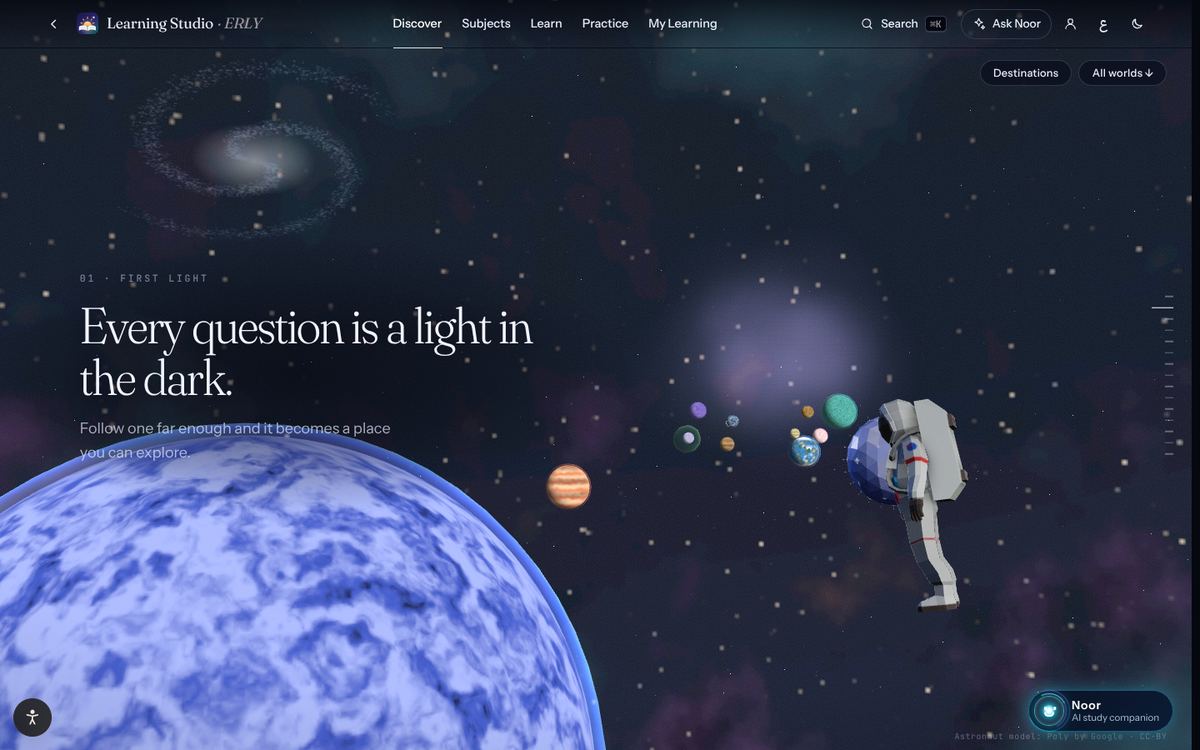 Learning Studio · ERLY
Discover
Subjects
Learn
Practice
My Learning
Search ⌘K
Ask Noor
ع
Destinations
All worlds ↓
01 · FIRST LIGHT
Every question is a light in
the dark.
Follow one far enough and it becomes a place
you can explore.
Noor
AI study companion
Astronaut model: Poly by Google · CC-BY